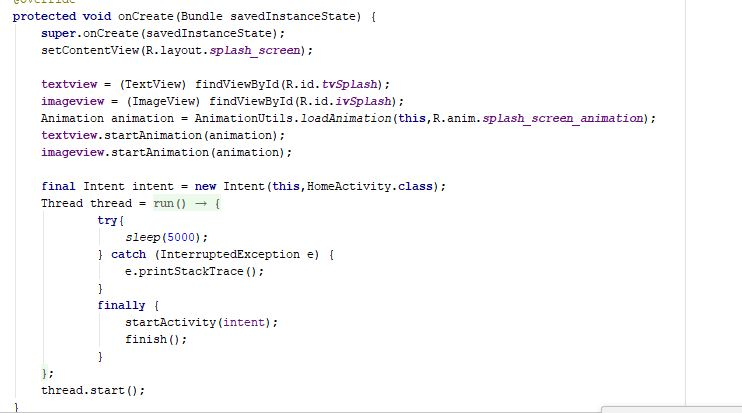 @Override
protected void onCreate(Bundle savedInstanceState) {
super.onCreate(savedInstanceState);
setContentView(R.layout.splash_screen);
textview = (TextView) findViewById(R.id.tvSplash);
imageview = (ImageView) findViewById(R.id.ivSplash);
Animation animation = AnimationUtils.loadAnimation(this,R.anim.splash_screen_animation);
textview.startAnimation(animation);
imageview.startAnimation(animation);
final Intent intent = new Intent(this,HomeActivity.class);
Thread thread = run() → {
try{
sleep(5000);
} catch (InterruptedException e) {
e.printStackTrace();
}
finally {
startActivity(intent);
finish();
}
};
thread.start();
}